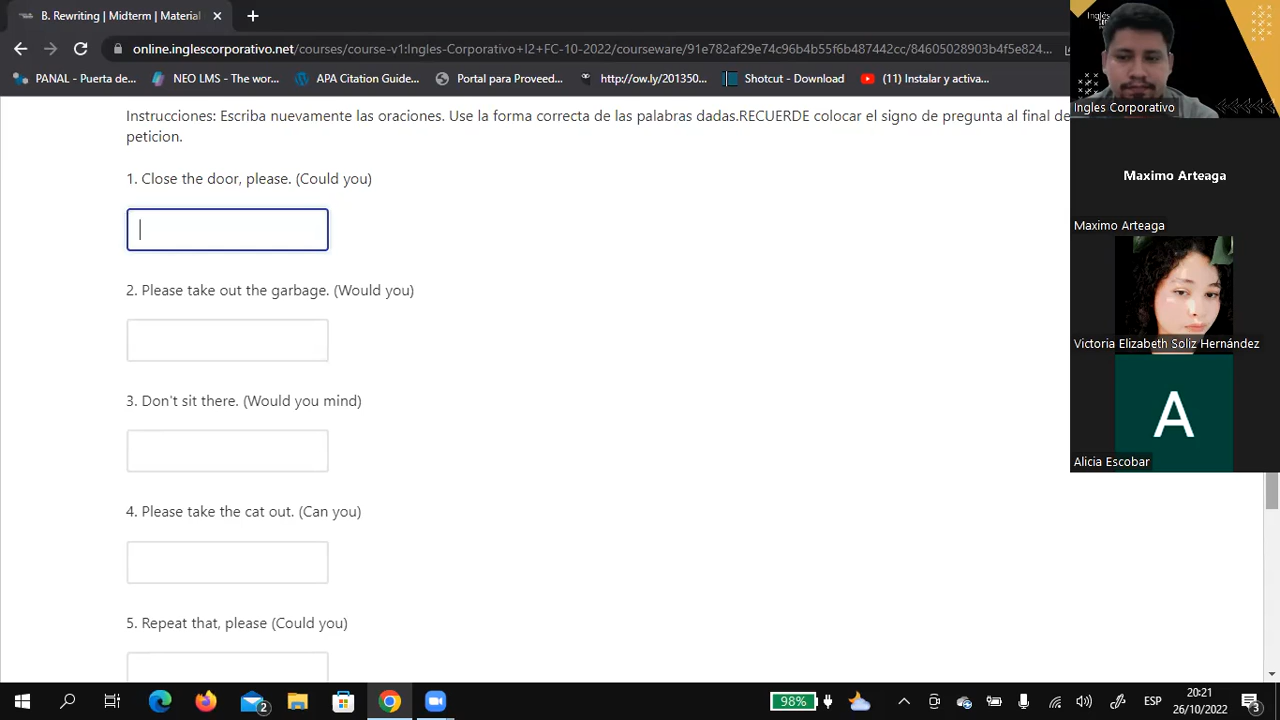 B. Rewriting | Midterm | Material
online.inglescorporativo.net/courses/course-v1:Ingles-Corporativo+I2+FC-10-2022/courseware/91e782af29e74c96b4b55f6b487442cc/84605028903b4f5e824...
PANAL - Puerta de...
NEO LMS - The wor...
APA Citation Guide...
Portal para Proveed...
http://ow.ly/201350...
Shotcut - Download
(11) Instalar y activa...
Instrucciones: Escriba nuevamente las oraciones. Use la forma correcta de las palabras dadas.RECUERDE colocar el signo de pregunta al final de
peticion.
1. Close the door, please. (Could you)
2. Please take out the garbage. (Would you)
3. Don't sit there. (Would you mind)
4. Please take the cat out. (Can you)
5. Repeat that, please (Could you)
Ingles Corporativo
Maximo Arteaga
Maximo Arteaga
Victoria Elizabeth Soliz Hernández
A
Alicia Escobar
2
98%
ESP
20:21
26/10/2022
3